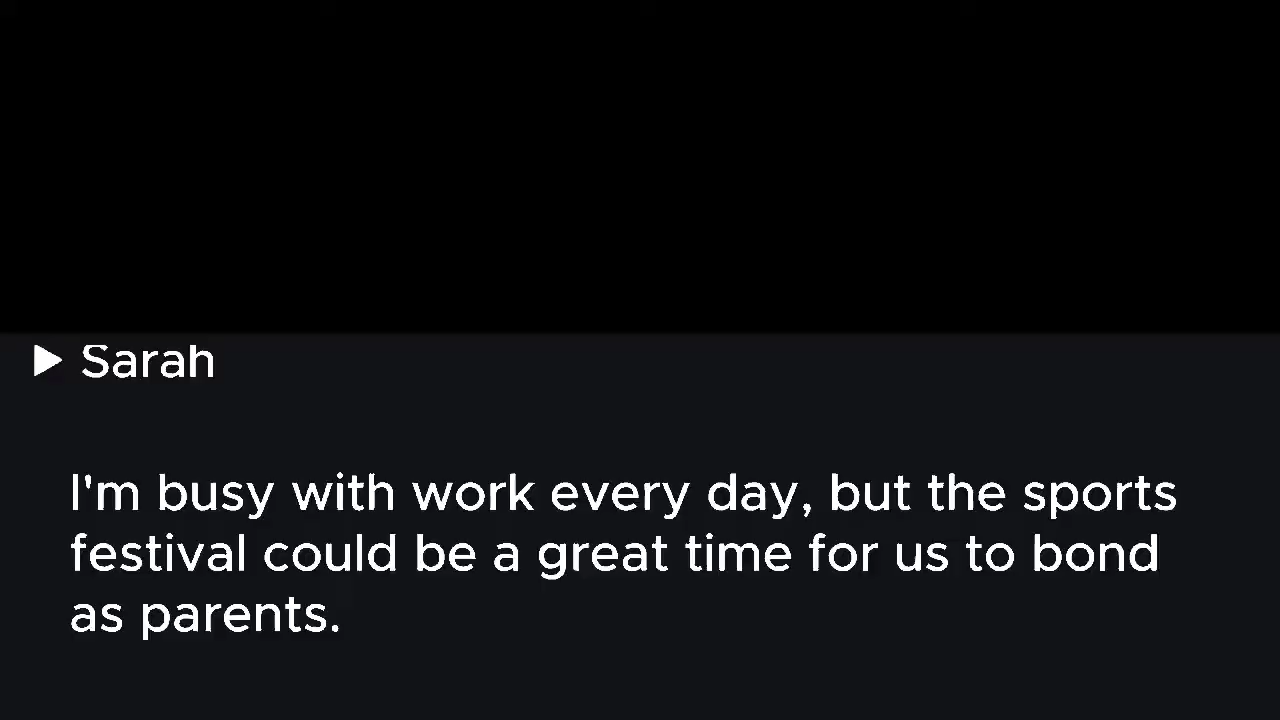 ▶ Sarah
I'm busy with work every day, but the sports
festival could be a great time for us to bond
as parents.